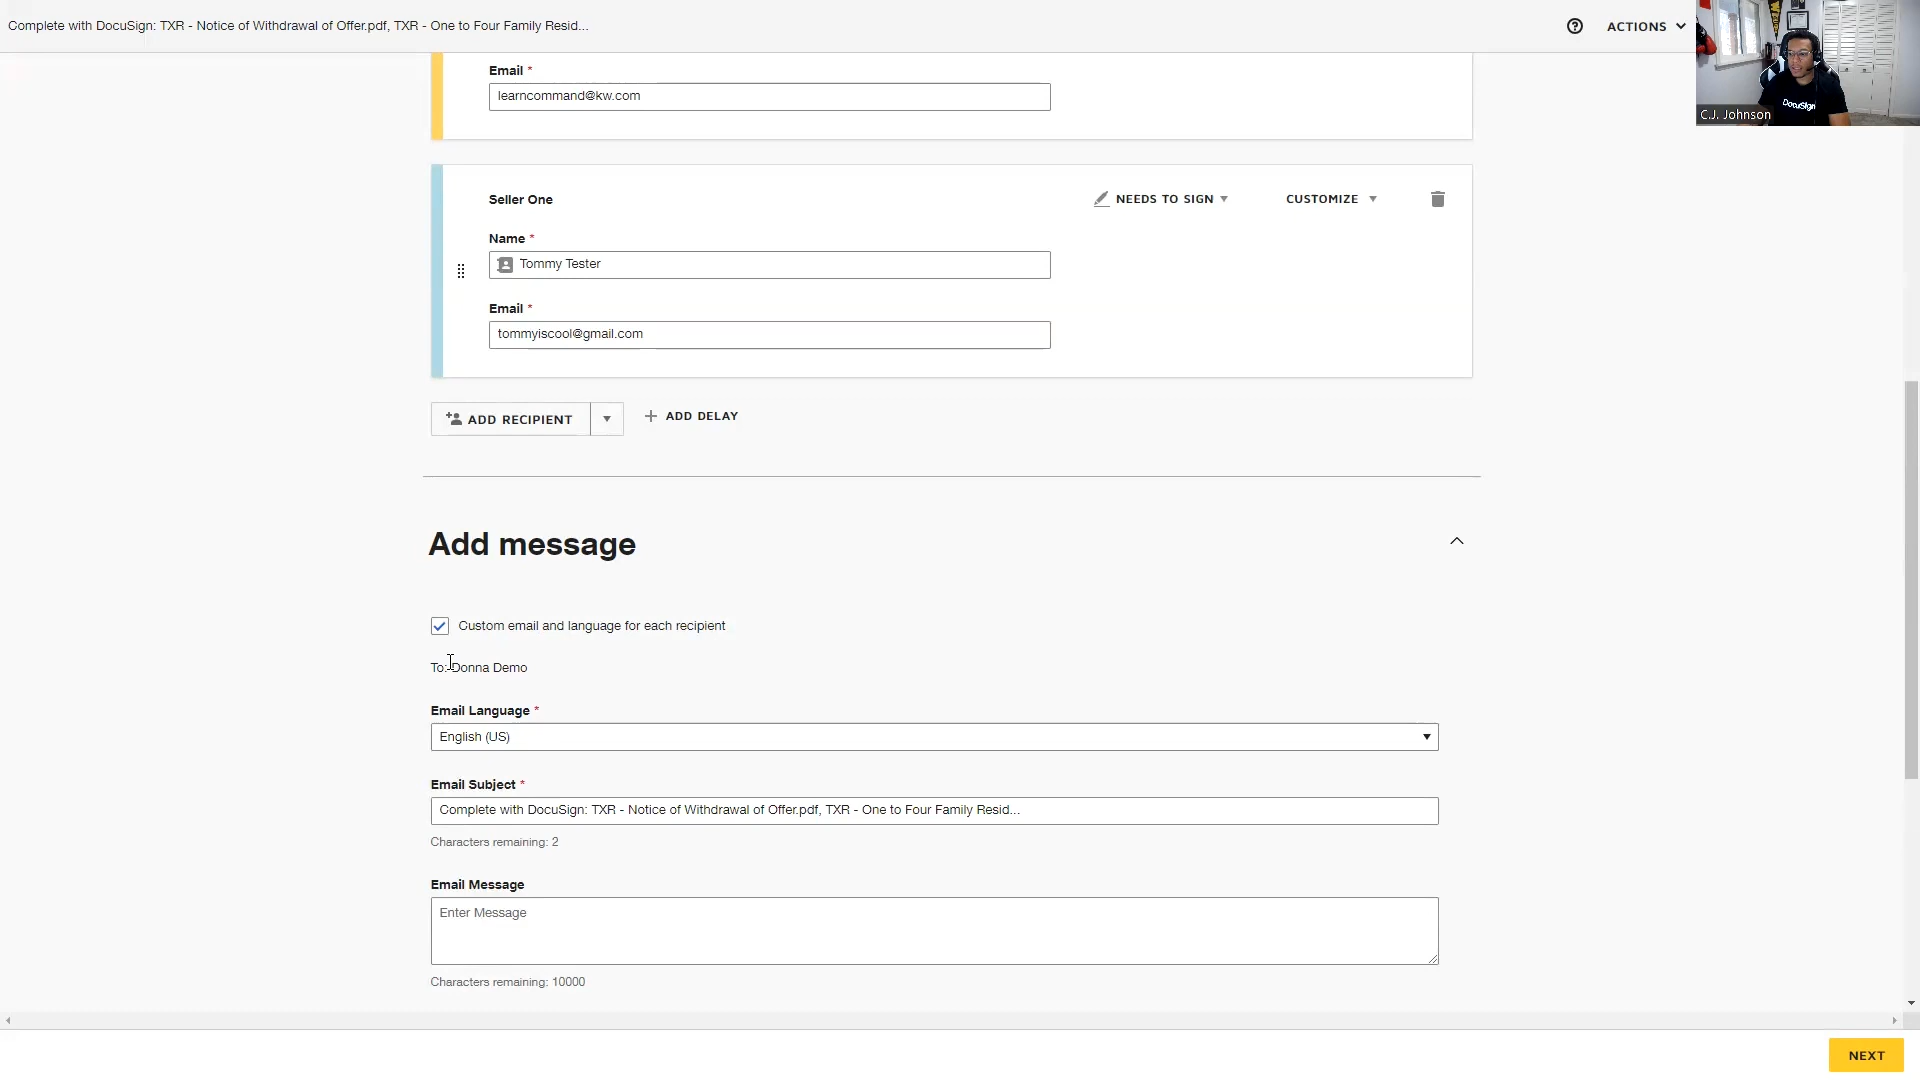 Complete with DocuSign: TXR - Notice of Withdrawal of Offer.pdf, TXR - One to Four Family Resid...
ACTIONS
DocuSign
C.J. Johnson
Email *
learncommand@kw.com
Seller One
NEEDS TO SIGN
CUSTOMIZE
Name *
Tommy Tester
Email *
tommyiscool@gmail.com
ADD RECIPIENT
ADD DELAY
Add message
Custom email and language for each recipient
To: Donna Demo
Email Language *
English (US)
Email Subject *
Complete with DocuSign: TXR - Notice of Withdrawal of Offer.pdf, TXR - One to Four Family Resid...
Characters remaining: 2
Email Message
Enter Message
Characters remaining: 10000
NEXT